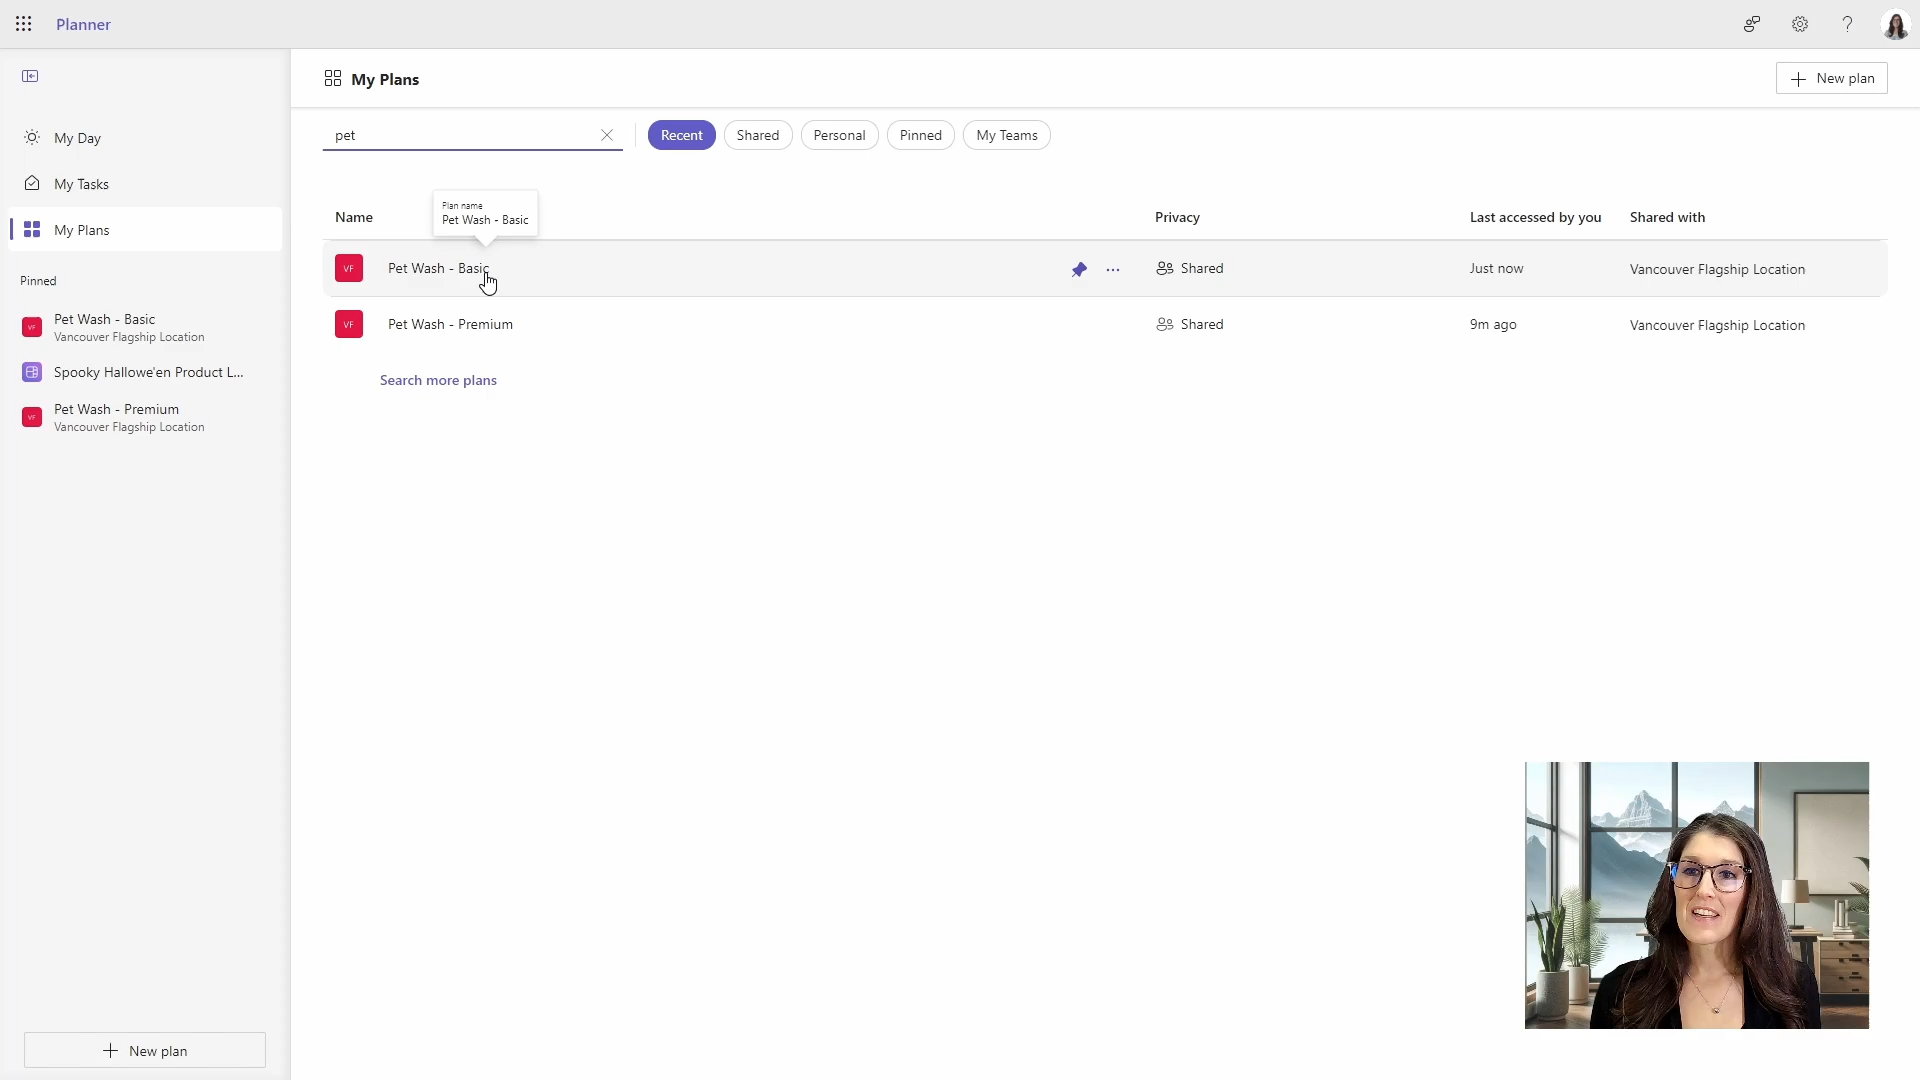 Planner
My Plans
New plan
My Day
My Tasks
My Plans
Pinned
Pet Wash - Basic
Vancouver Flagship Location
Spooky Hallowe'en Product L...
Pet Wash - Premium
Vancouver Flagship Location
New plan
pet
Recent
Shared
Personal
Pinned
My Teams
Plan name
Pet Wash - Basic
Name
Privacy
Last accessed by you
Shared with
VF
Pet Wash - Basic
Shared
Just now
Vancouver Flagship Location
VF
Pet Wash - Premium
Shared
9m ago
Vancouver Flagship Location
Search more plans